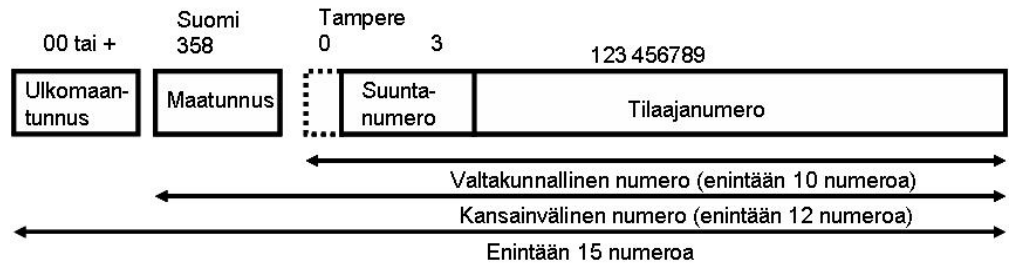 Suomi
Tampere
00 tai +
358
0
3
123 456789
Ulkomaan-
tunnus
Maatunnus
Suunta-
numero
Tilaajanumero
Valtakunnallinen numero (enintään 10 numeroa)
Kansainvälinen numero (enintään 12 numeroa)
Enintään 15 numeroa